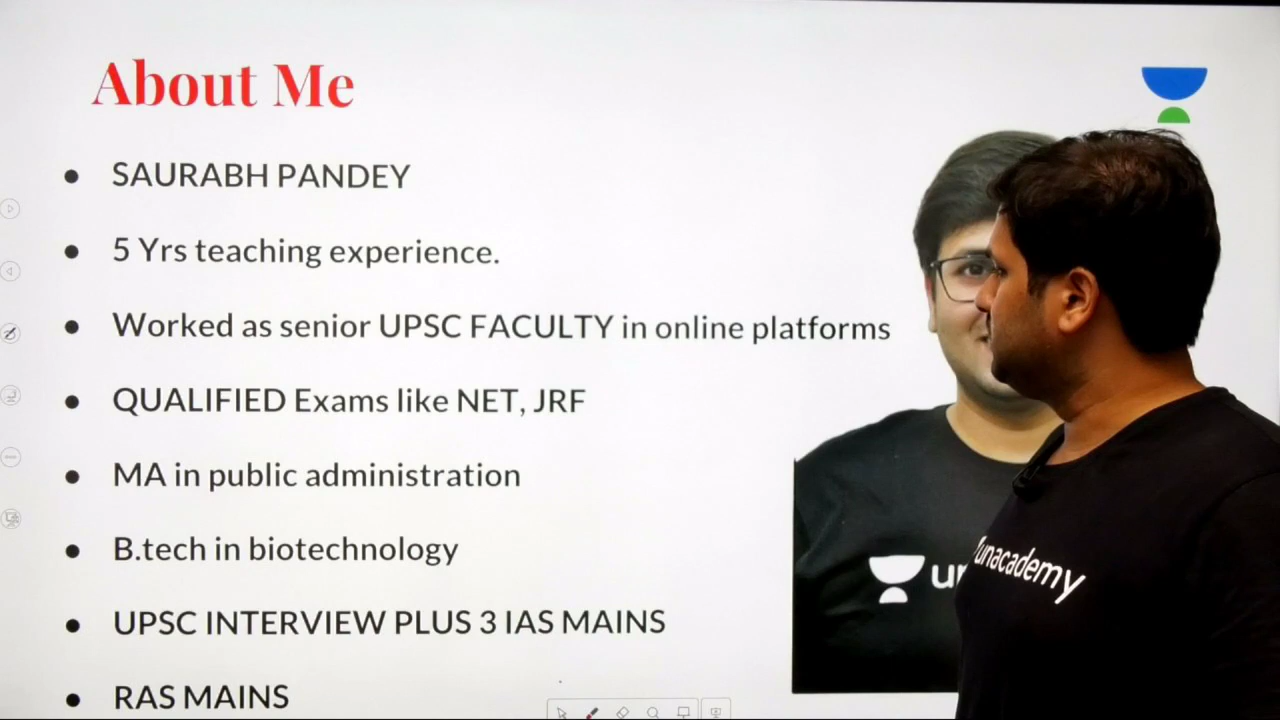 About Me
SAURABH PANDEY
5 Yrs teaching experience.
Worked as senior UPSC FACULTY in online platforms
QUALIFIED Exams like NET, JRF
MA in public administration
B.tech in biotechnology
UPSC INTERVIEW PLUS 3 IAS MAINS
RAS MAINS
un
unacademy